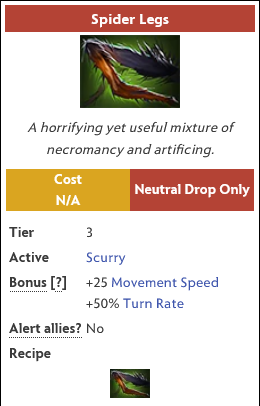 Spider Legs
A horrifying yet useful mixture of
necromancy and artificing.
Cost
N/A
Neutral Drop Only
Tier 3
Active Scurry
Bonus [?] +25 Movement Speed
+50% Turn Rate
Alert allies? No
Recipe